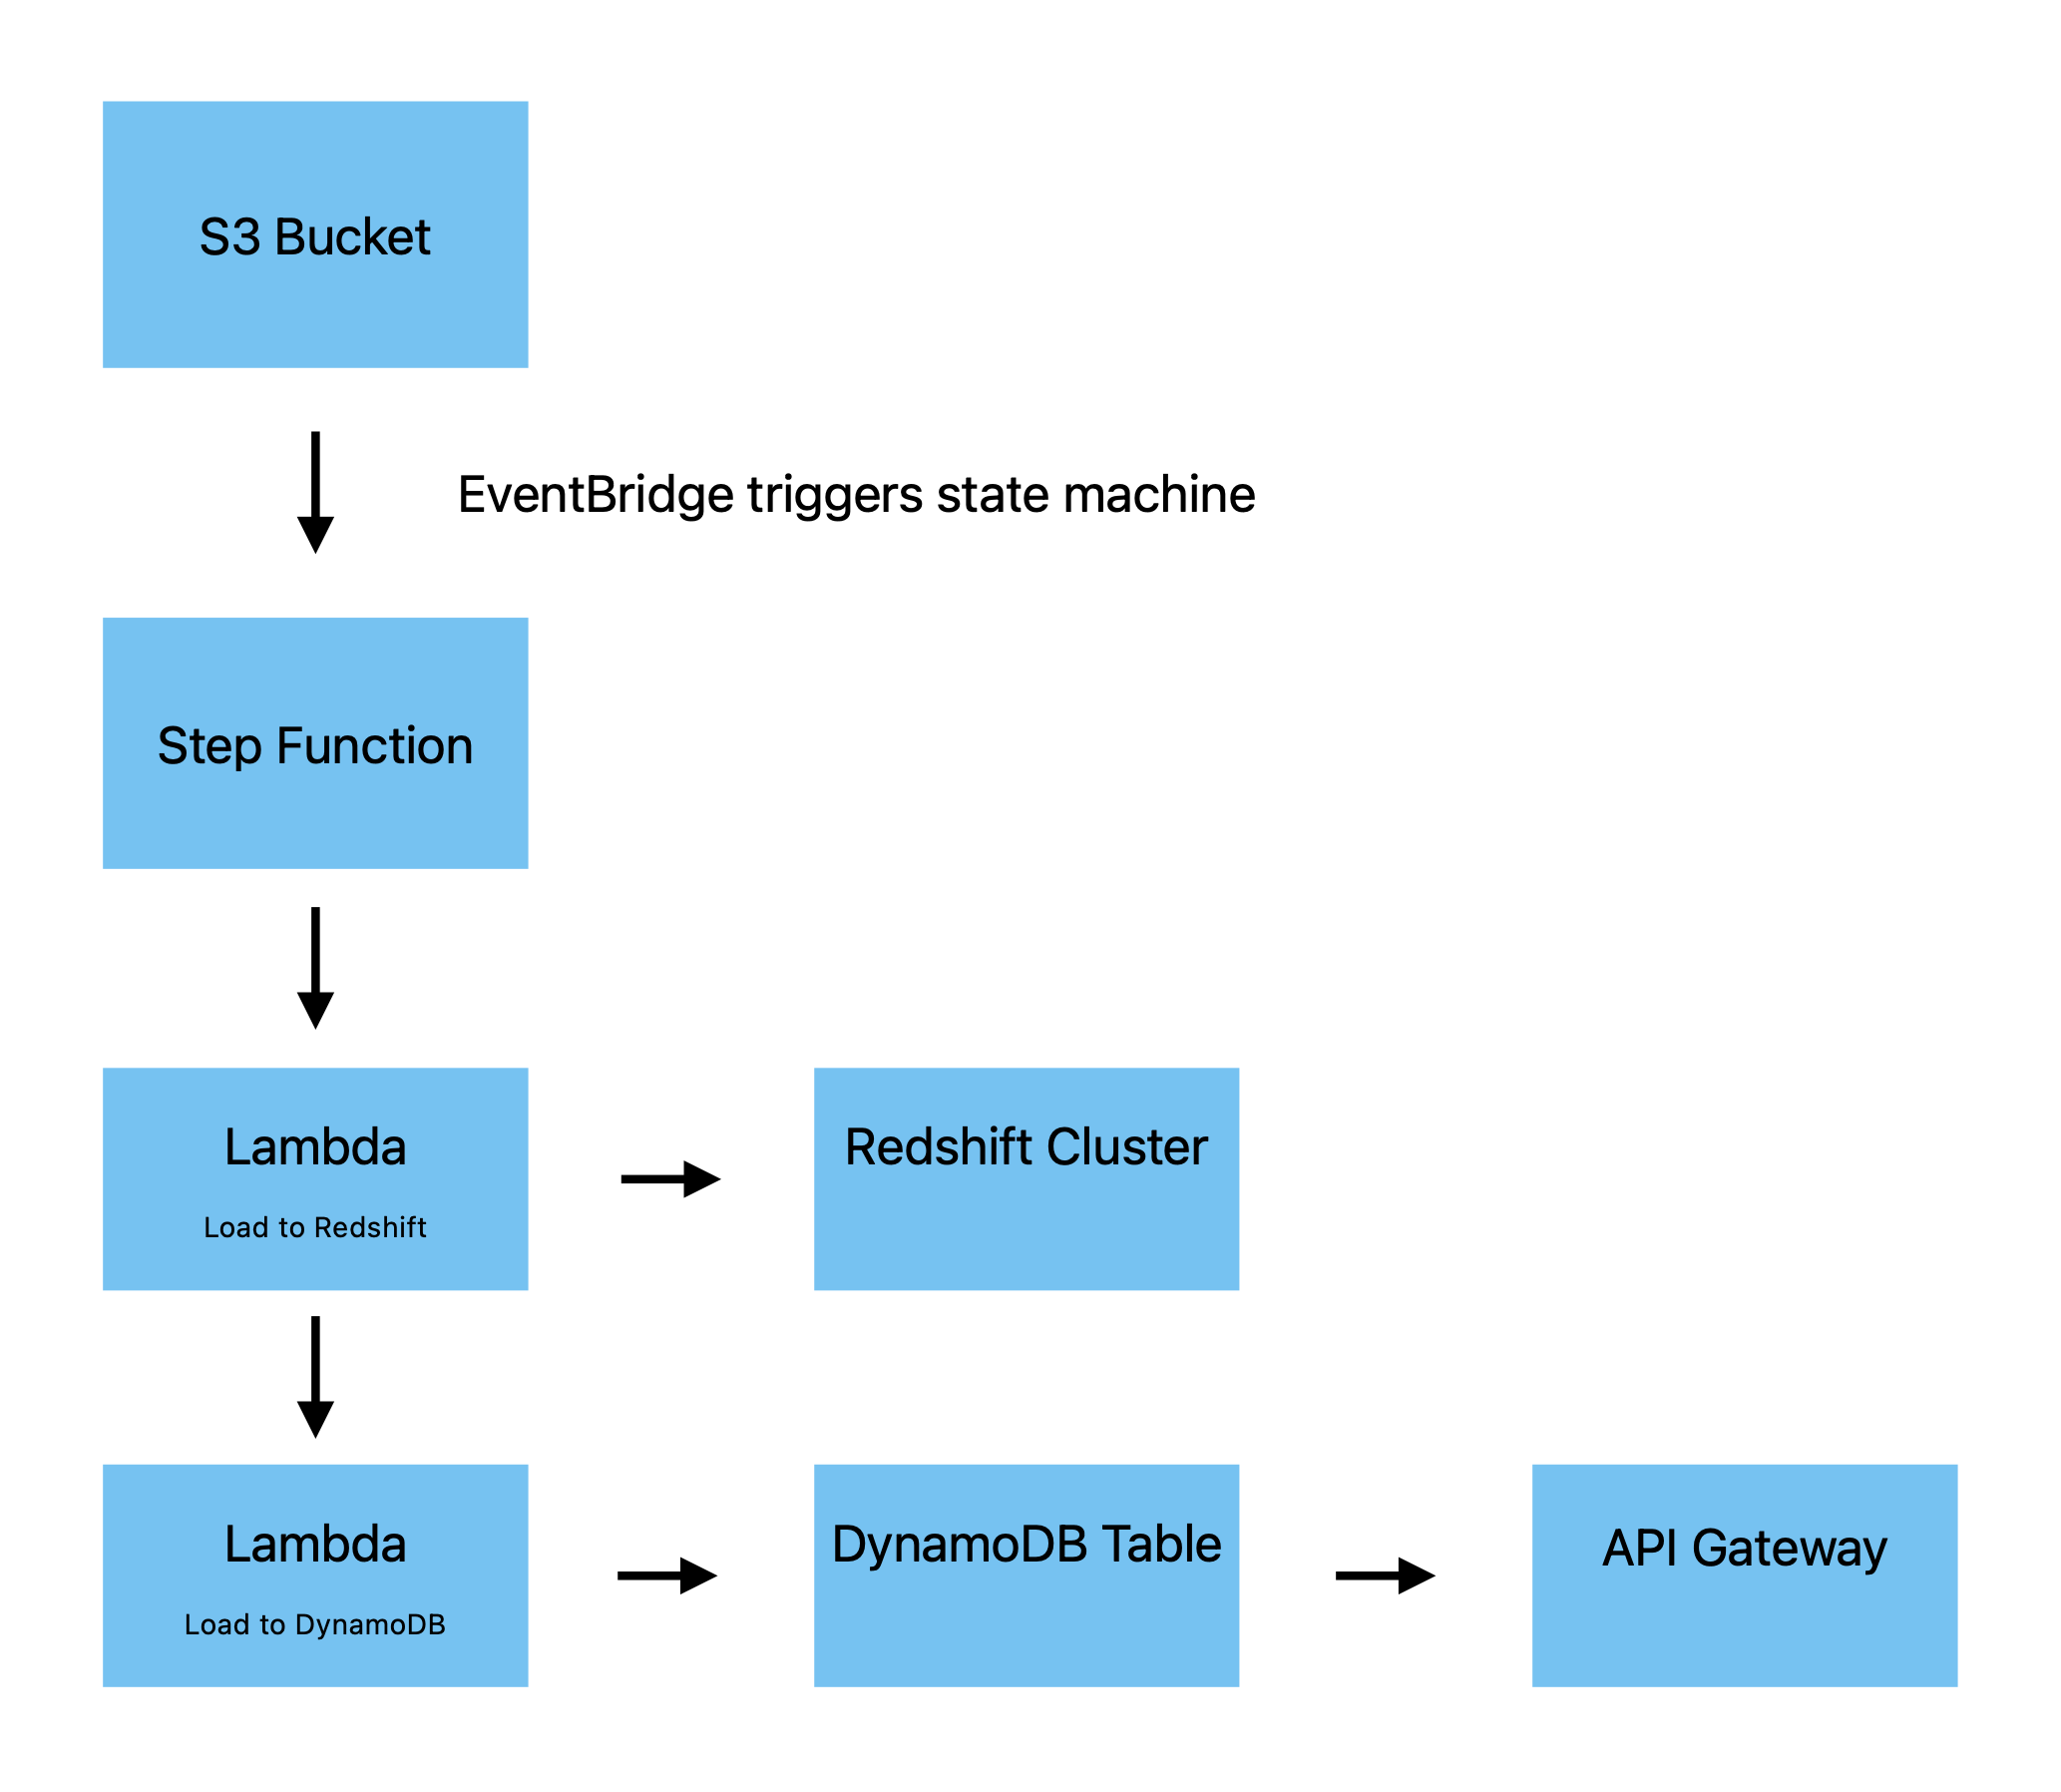 S3 Bucket
EventBridge triggers state machine
Step Function
Lambda
Load to Redshift
Redshift Cluster
Lambda
Load to DynamoDB
DynamoDB Table
API Gateway